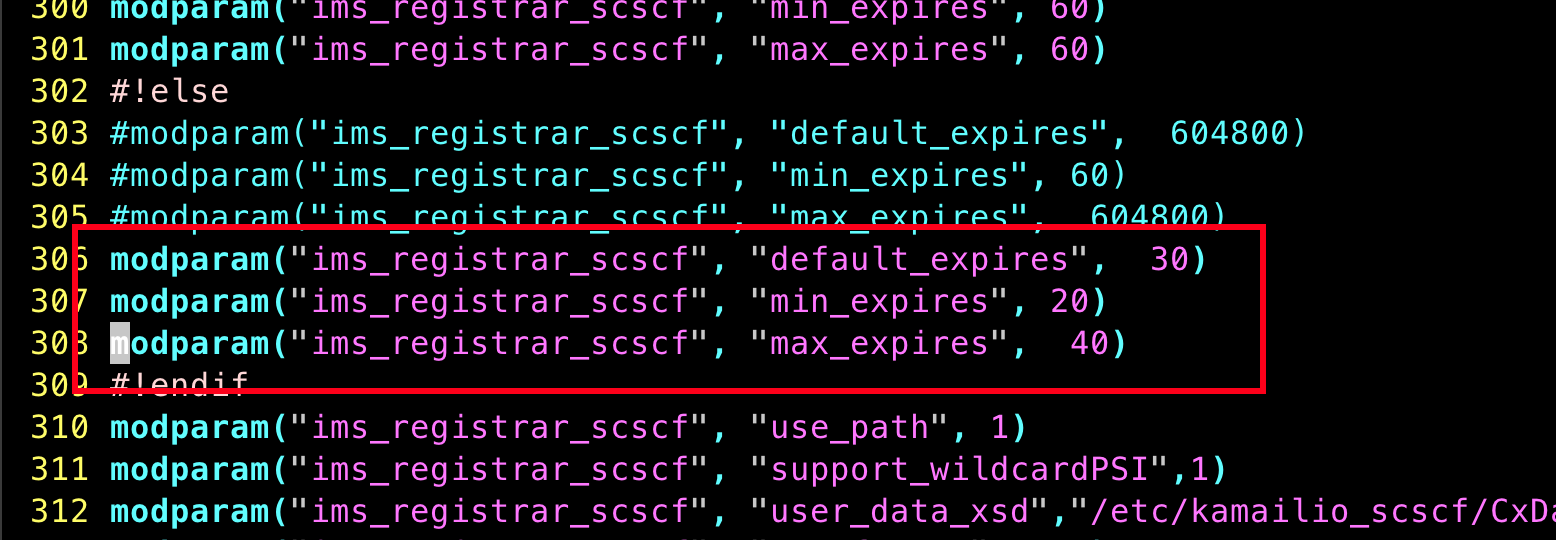 300 modparam("ims_registrar_scscf", "min_expires", 60)
301 modparam("ims_registrar_scscf", "max_expires", 60)
302 #!else
303 #modparam("ims_registrar_scscf", "default_expires",  604800)
304 #modparam("ims_registrar_scscf", "min_expires", 60)
305 #modparam("ims_registrar_scscf", "max_expires",  604800)
306 modparam("ims_registrar_scscf", "default_expires",  30)
307 modparam("ims_registrar_scscf", "min_expires", 20)
308 modparam("ims_registrar_scscf", "max_expires",  40)
309 #!endif
310 modparam("ims_registrar_scscf", "use_path", 1)
311 modparam("ims_registrar_scscf", "support_wildcardPSI",1)
312 modparam("ims_registrar_scscf", "user_data_xsd","/etc/kamailio_scscf/CxDa